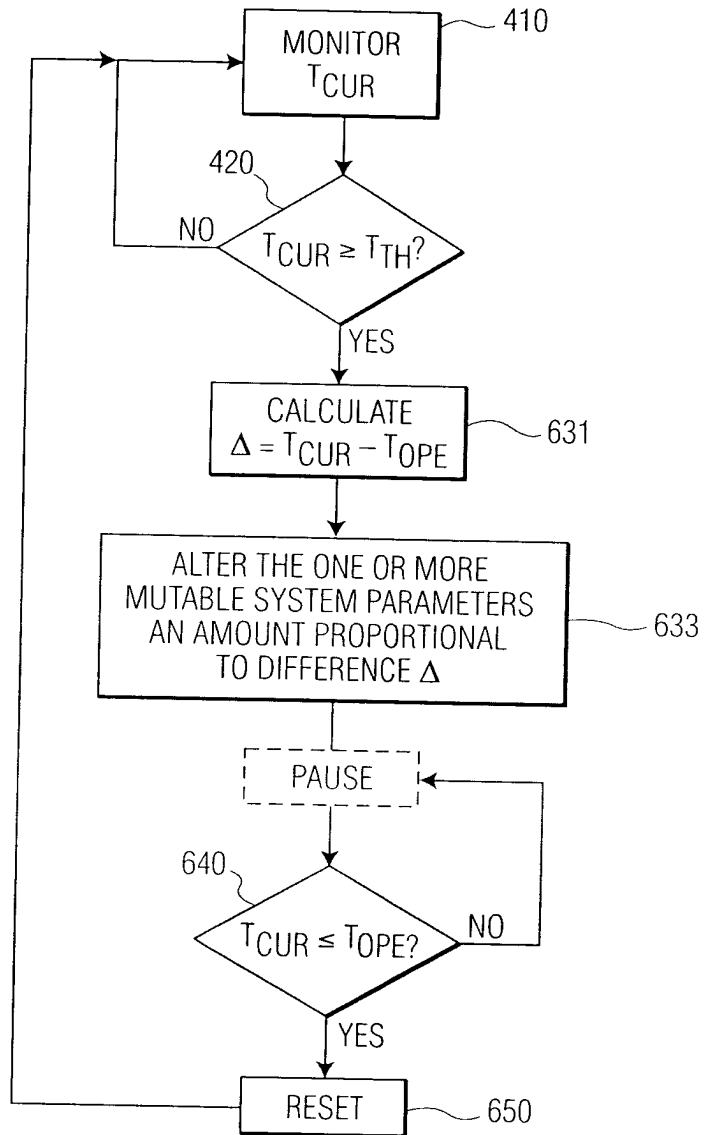 MONITOR
TCUR
410
420
NO
TCUR ≥ TTH?
YES
CALCULATE
Δ = TCUR – TOPE
631
ALTER THE ONE OR MORE
MUTABLE SYSTEM PARAMETERS
AN AMOUNT PROPORTIONAL
TO DIFFERENCE Δ
633
PAUSE
640
TCUR ≤ TOPE?
NO
YES
RESET
650